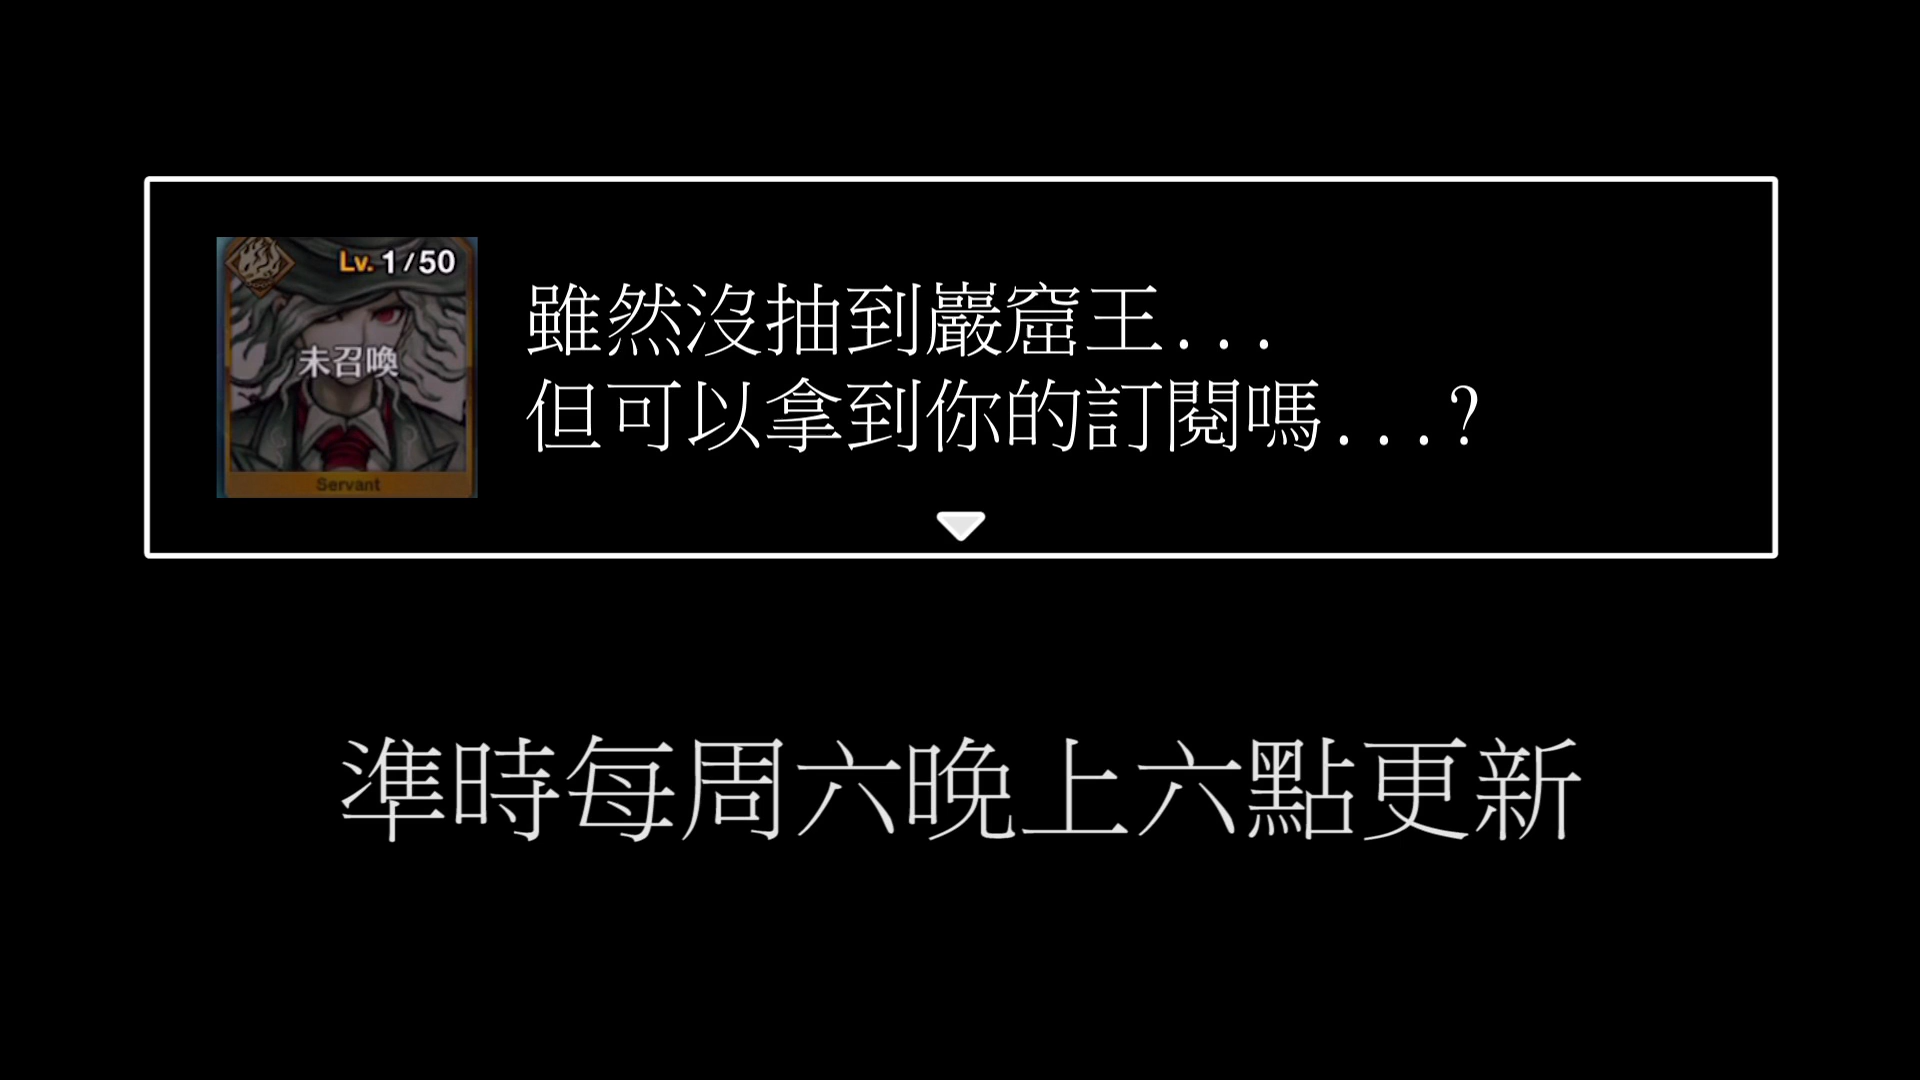 Lv. 1/50
未召喚
Servant
雖然沒抽到巖窟王...
但可以拿到你的訂閱嗎...?
準時每周六晚上六點更新